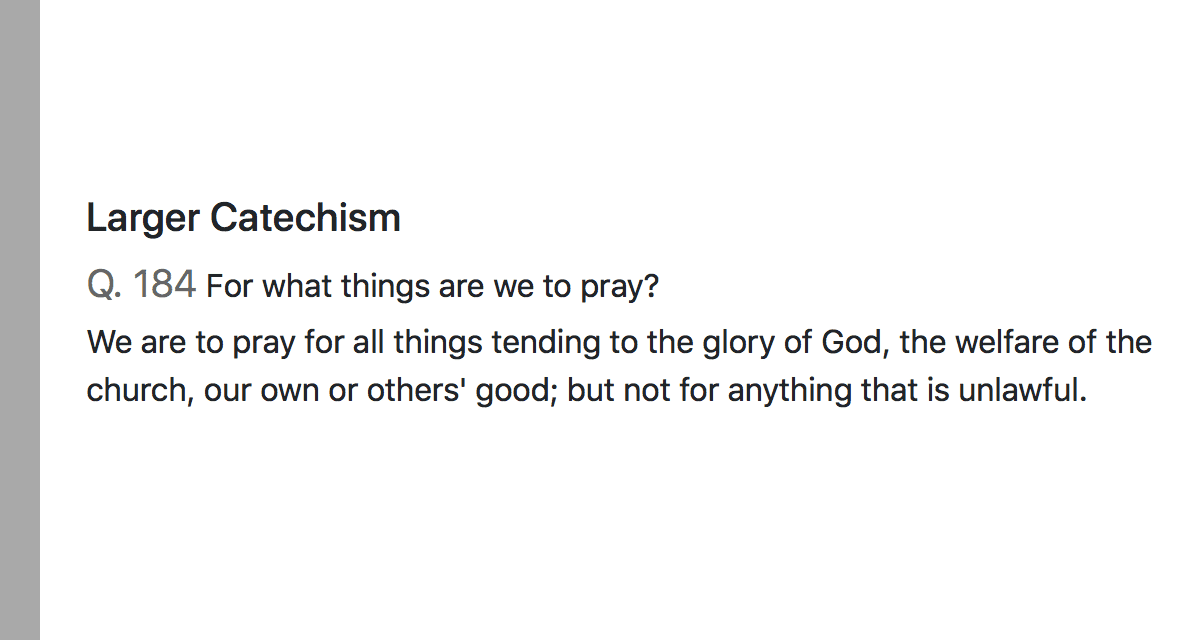 Larger Catechism
Q. 184 For what things are we to pray?
We are to pray for all things tending to the glory of God, the welfare of the
church, our own or others' good; but not for anything that is unlawful.